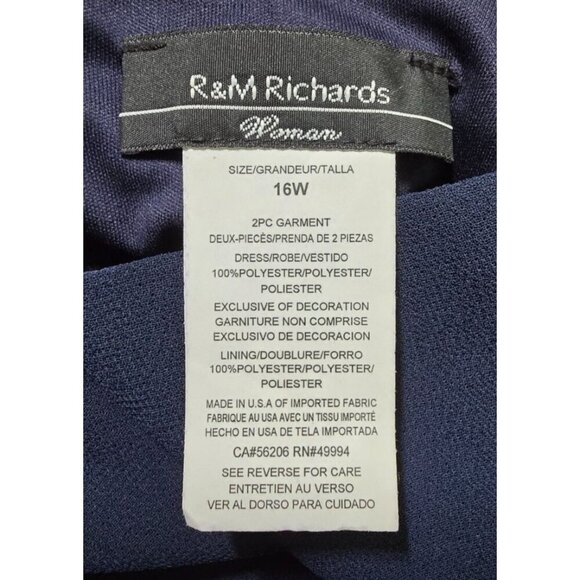 R&M Richards
Woman
SIZE/GRANDEUR/TALLA
16W
2PC GARMENT
DEUX-PIECÈS/PRENDA DE 2 PIEZAS
DRESS/ROBE/VESTIDO
100%POLYESTER/POLYESTER/
POLIESTER
EXCLUSIVE OF DECORATION
GARNITURE NON COMPRISE
EXCLUSIVO DE DECORACIÓN
LINING/DOUBLURE/FORRO
100%POLYESTER/POLYESTER/
POLIESTER
MADE IN U.S.A OF IMPORTED FABRIC
FABRIQUE AU USA AVEC UN TISSU IMPORTÉ
HECHO EN USA DE TELA IMPORTADA
CA#56206 RN#49994
SEE REVERSE FOR CARE
ENTRETIEN AU VERSO
VER AL DORSO PARA CUIDADO